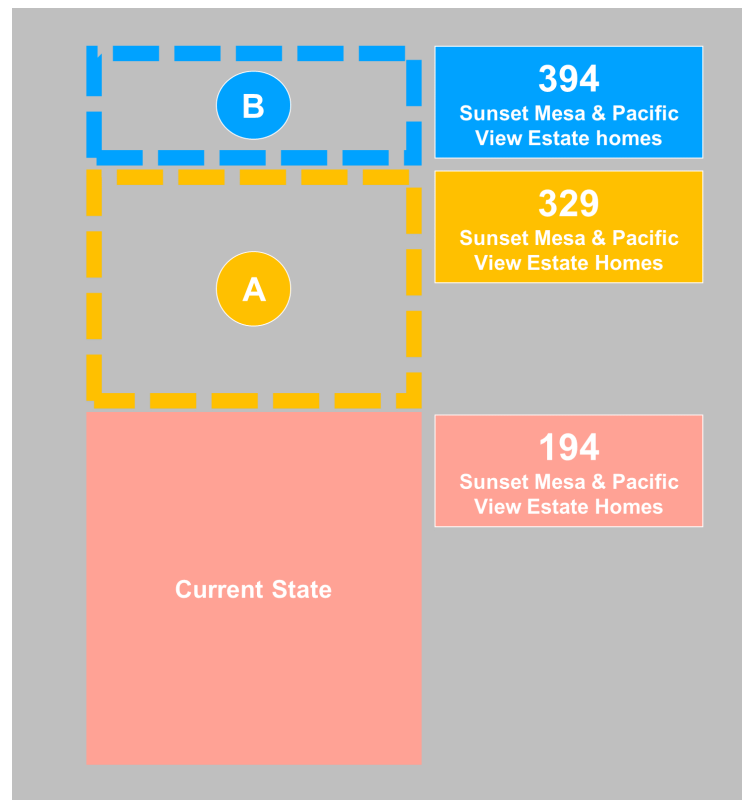 B
394
Sunset Mesa & Pacific
View Estate homes
A
329
Sunset Mesa & Pacific
View Estate Homes
194
Sunset Mesa & Pacific
View Estate Homes
Current State